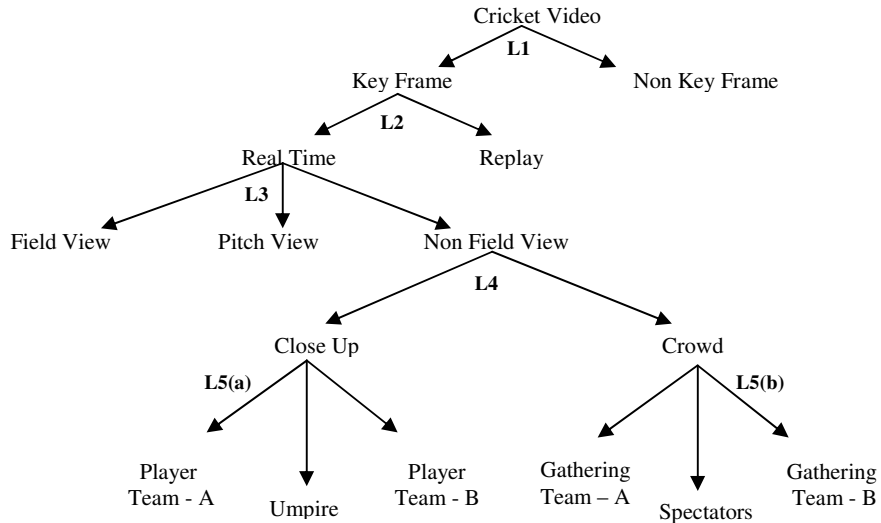 Cricket Video
L1
Key Frame
Non Key Frame
L2
Real Time
Replay
L3
Field View
Pitch View
Non Field View
L4
Close Up
Crowd
L5(a)
L5(b)
Player
Team - A
Umpire
Player
Team - B
Gathering
Team – A
Spectators
Gathering
Team - B